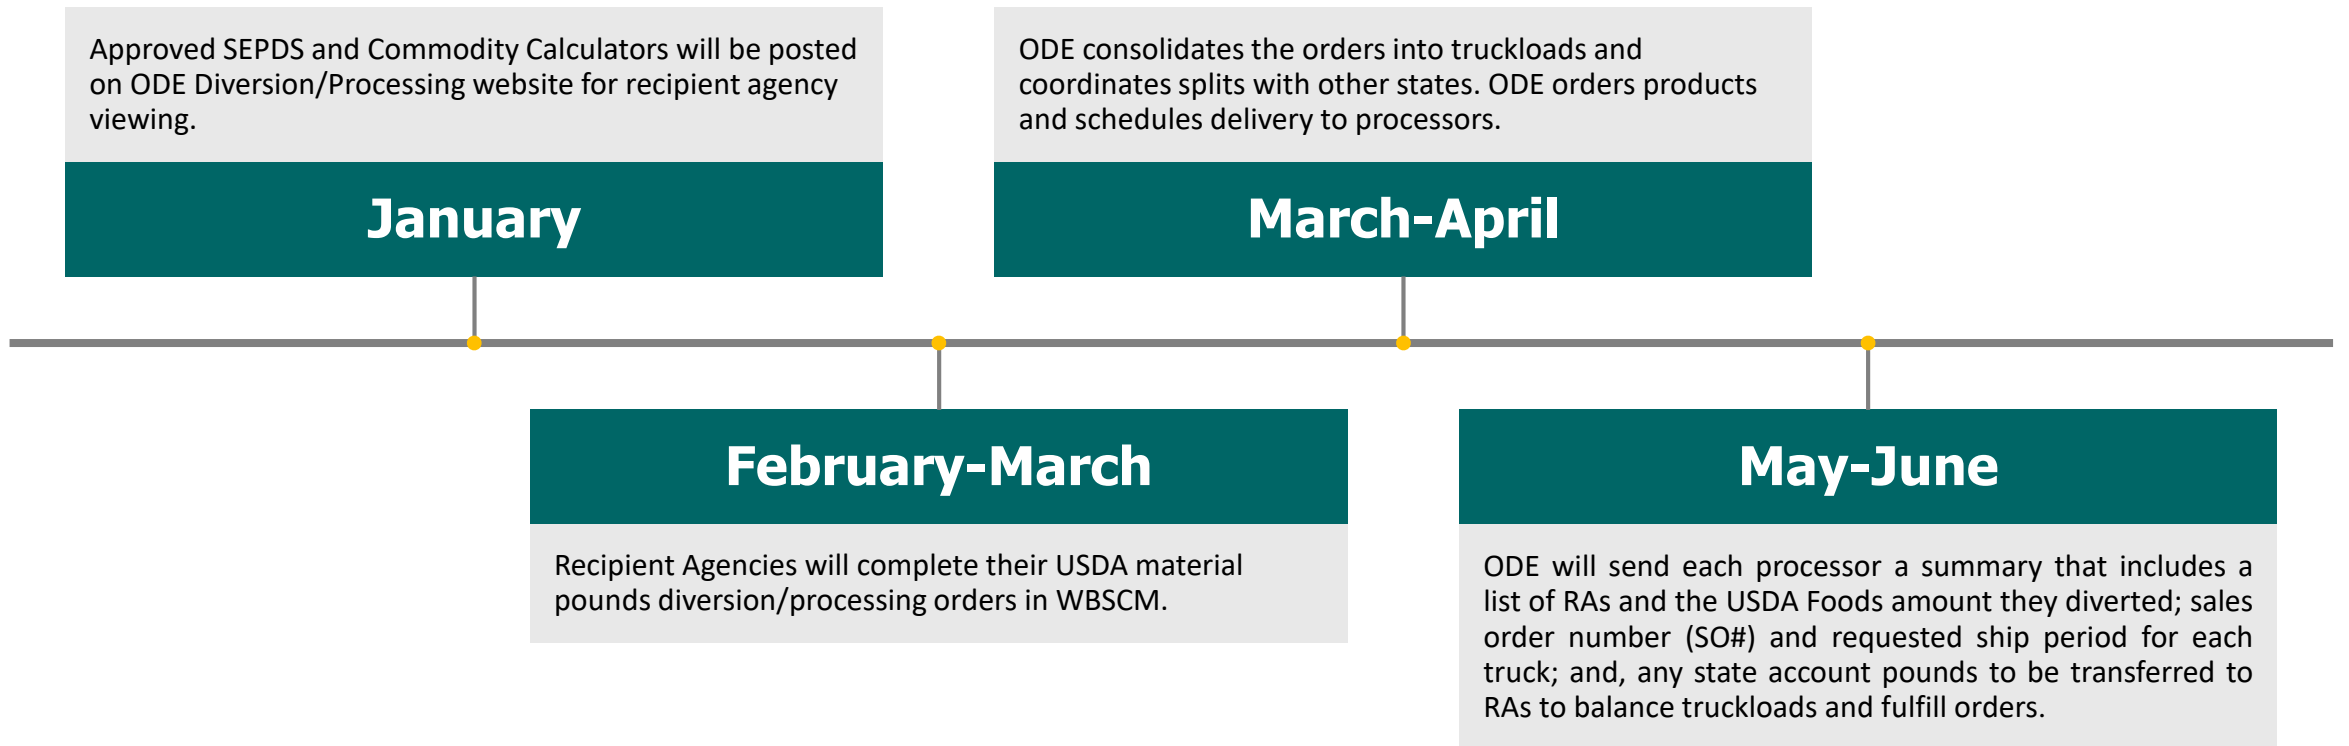 Approved SEPDS and Commodity Calculators will be posted
on ODE Diversion/Processing website for recipient agency
viewing.
January
February-March
Recipient Agencies will complete their USDA material
pounds diversion/processing orders in WBSCM.
ODE consolidates the orders into truckloads and
coordinates splits with other states. ODE orders products
and schedules delivery to processors.
March-April
May-June
ODE will send each processor a summary that includes a
list of RAs and the USDA Foods amount they diverted; sales
order number (SO#) and requested ship period for each
truck; and, any state account pounds to be transferred to
RAs to balance truckloads and fulfill orders.